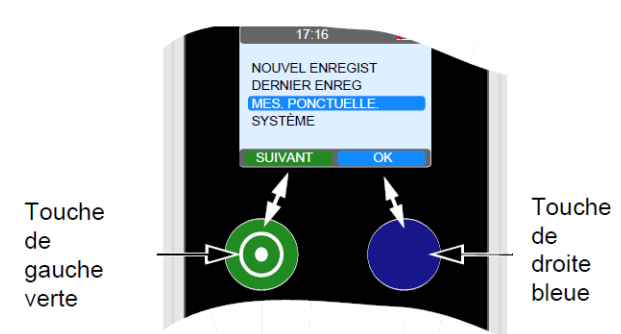 17:16
NOUVEL ENREGIST
DERNIER ENREG
MES. PONCTUELLE.
SYSTÈME
SUIVANT OK
Touche
de
gauche
verte
Touche
de
droite
bleue